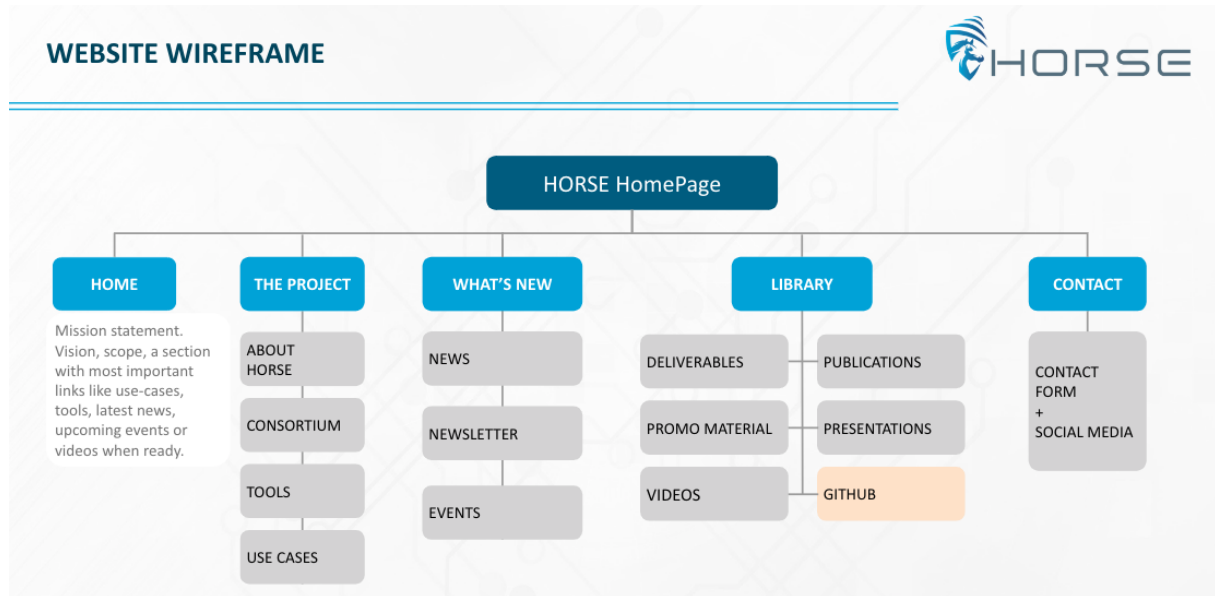 WEBSITE WIREFRAME
HORSE
HORSE HomePage
HOME
THE PROJECT
WHAT'S NEW
LIBRARY
CONTACT
Mission statement.
Vision, scope, a section
with most important
links like use-cases,
tools, latest news,
upcoming events or
videos when ready.
ABOUT
HORSE
CONSORTIUM
TOOLS
USE CASES
NEWS
NEWSLETTER
EVENTS
DELIVERABLES
PUBLICATIONS
PROMO MATERIAL
PRESENTATIONS
VIDEOS
GITHUB
CONTACT
FORM
+
SOCIAL MEDIA